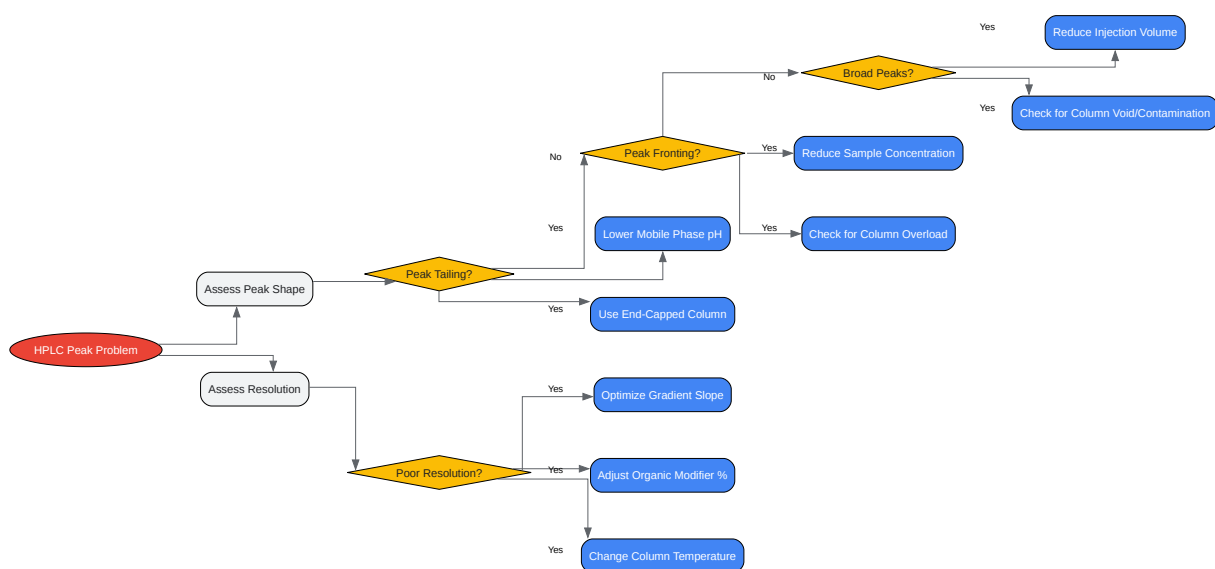 Yes
Reduce Injection Volume
Broad Peaks?
No
Yes
Check for Column Void/Contamination
No
Peak Fronting?
Yes
Reduce Sample Concentration
Yes
Lower Mobile Phase pH
Yes
Check for Column Overload
Assess Peak Shape
Peak Tailing?
Yes
Use End-Capped Column
HPLC Peak Problem
Assess Resolution
Yes
Optimize Gradient Slope
Poor Resolution?
Yes
Adjust Organic Modifier %
Yes
Change Column Temperature